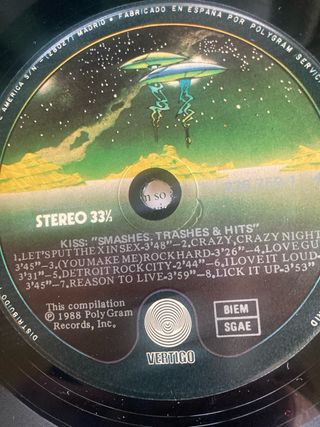 AMERICA S/N. - (28027) MADRID ✦ FABRICADO EN ESPAÑA POR POLYGRAM SERVIC
STEREO 33⅓
KISS: "SMASHES, TRASHES & HITS"
1.LET'S PUT THE X IN SEX-3'48"-2. CRAZY, CRAZY NIGHT
3'45"-3.(YOU MAKE ME) ROCK HARD-3'26"-4.LOVE GU
3'31"-5.DETROIT ROCK CITY-2'44"-6.LOVE IT LOUD-
3'45"-7.REASON TO LIVE-3'59"-8.LICK IT UP-3'53"
This compilation
℗ 1988 PolyGram
Records, Inc.
BIEM
SGAE
VERTIGO
DISTRIBUIDO